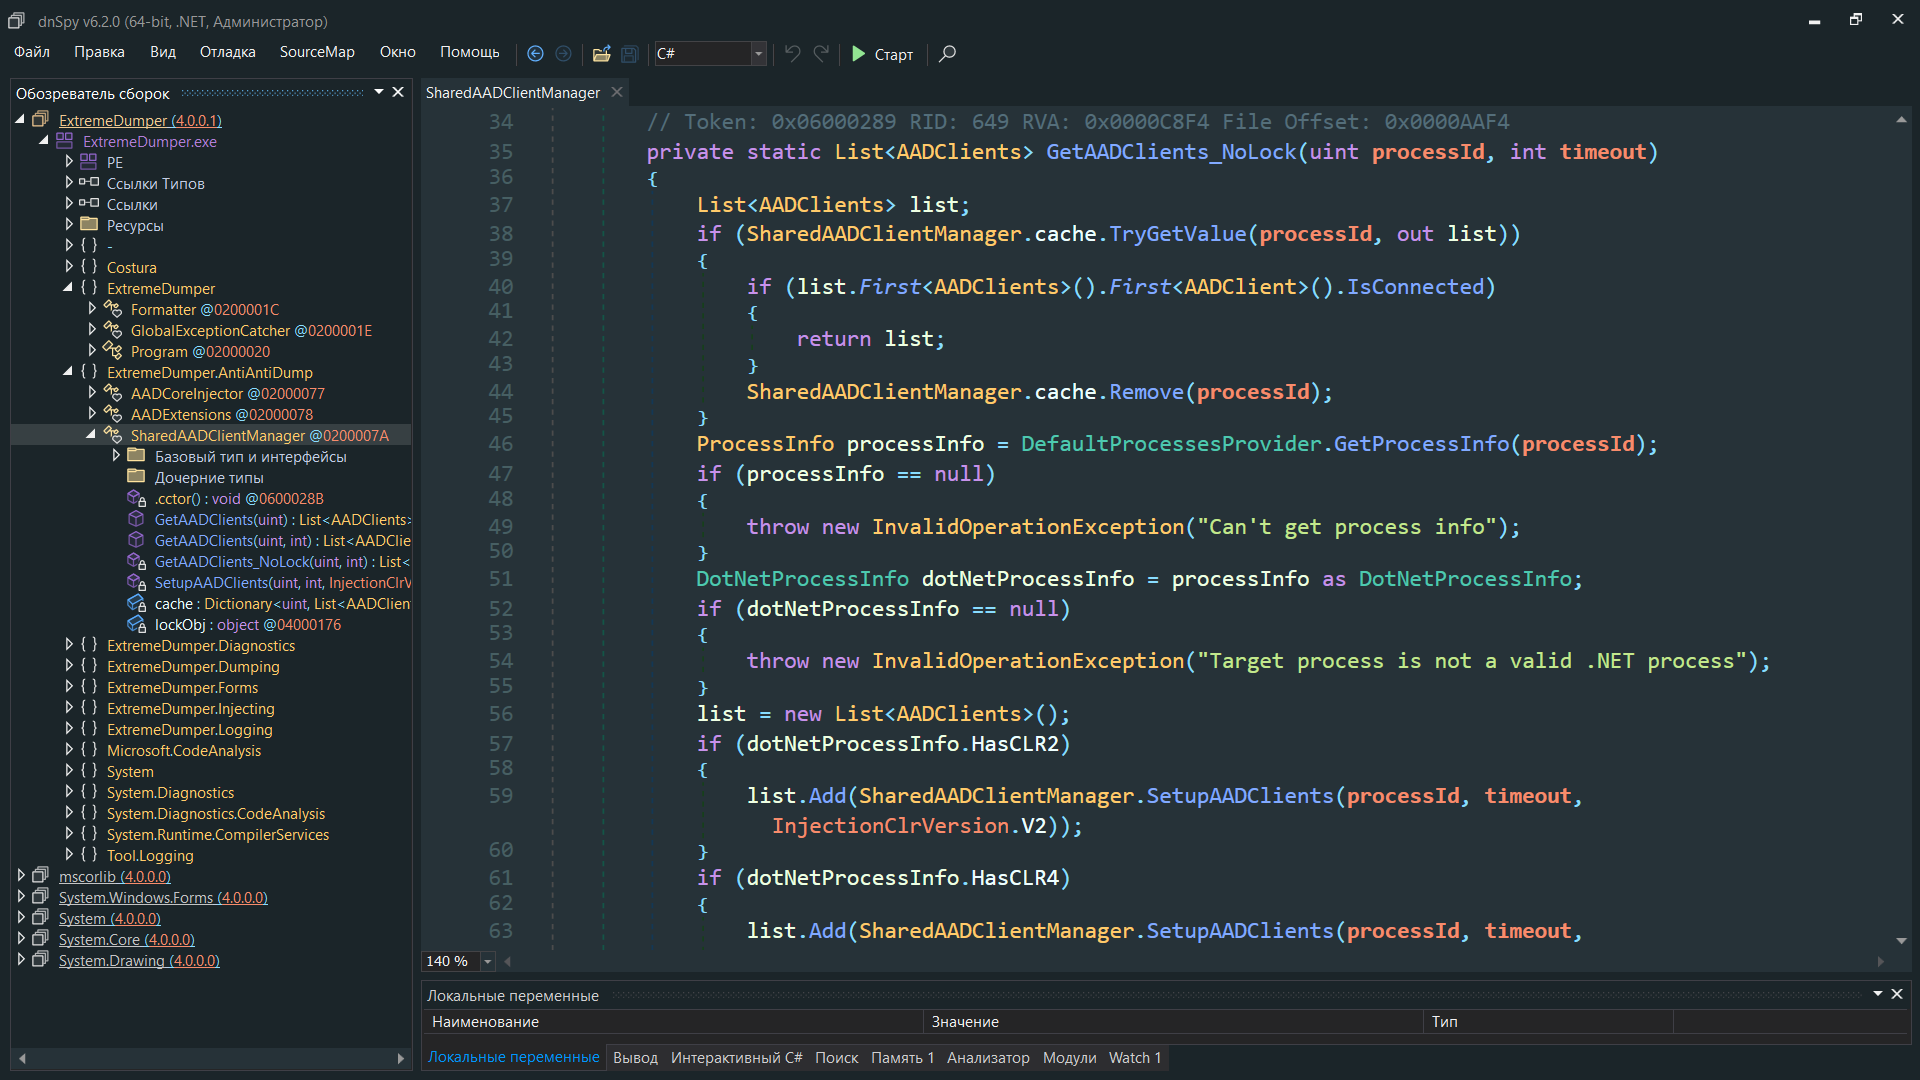 dnSpy v6.2.0 (64-bit, .NET, Администратор)
Файл Правка Вид Отладка SourceMap Окно Помощь C# Старт
Обозреватель сборок
ExtremeDumper (4.0.0.1)
ExtremeDumper.exe
PE
Ссылки Типов
Ссылки
Ресурсы
{ } -
{ } Costura
{ } ExtremeDumper
Formatter @0200001C
GlobalExceptionCatcher @0200001E
Program @02000020
{ } ExtremeDumper.AntiAntiDump
AADCoreInjector @02000077
AADExtensions @02000078
SharedAADClientManager @0200007A
Базовый тип и интерфейсы
Дочерние типы
.cctor() : void @0600028B
GetAADClients(uint) : List<AADClients>
GetAADClients(uint, int) : List<AADClie
GetAADClients_NoLock(uint, int) : List<
SetupAADClients(uint, int, InjectionClrV
cache : Dictionary<uint, List<AADClien
lockObj : object @04000176
{ } ExtremeDumper.Diagnostics
{ } ExtremeDumper.Dumping
{ } ExtremeDumper.Forms
{ } ExtremeDumper.Injecting
{ } ExtremeDumper.Logging
{ } Microsoft.CodeAnalysis
{ } System
{ } System.Diagnostics
{ } System.Diagnostics.CodeAnalysis
{ } System.Runtime.CompilerServices
{ } Tool.Logging
mscorlib (4.0.0.0)
System.Windows.Forms (4.0.0.0)
System (4.0.0.0)
System.Core (4.0.0.0)
System.Drawing (4.0.0.0)
SharedAADClientManager
34 // Token: 0x06000289 RID: 649 RVA: 0x0000C8F4 File Offset: 0x0000AAF4
35 private static List<AADClients> GetAADClients_NoLock(uint processId, int timeout)
36 {
37 List<AADClients> list;
38 if (SharedAADClientManager.cache.TryGetValue(processId, out list))
39 {
40 if (list.First<AADClients>().First<AADClient>().IsConnected)
41 {
42 return list;
43 }
44 SharedAADClientManager.cache.Remove(processId);
45 }
46 ProcessInfo processInfo = DefaultProcessesProvider.GetProcessInfo(processId);
47 if (processInfo == null)
48 {
49 throw new InvalidOperationException("Can't get process info");
50 }
51 DotNetProcessInfo dotNetProcessInfo = processInfo as DotNetProcessInfo;
52 if (dotNetProcessInfo == null)
53 {
54 throw new InvalidOperationException("Target process is not a valid .NET process");
55 }
56 list = new List<AADClients>();
57 if (dotNetProcessInfo.HasCLR2)
58 {
59 list.Add(SharedAADClientManager.SetupAADClients(processId, timeout,
InjectionClrVersion.V2));
60 }
61 if (dotNetProcessInfo.HasCLR4)
62 {
63 list.Add(SharedAADClientManager.SetupAADClients(processId, timeout,
140 %
Локальные переменные
Наименование Значение Тип
Локальные переменные Вывод Интерактивный C# Поиск Память 1 Анализатор Модули Watch 1